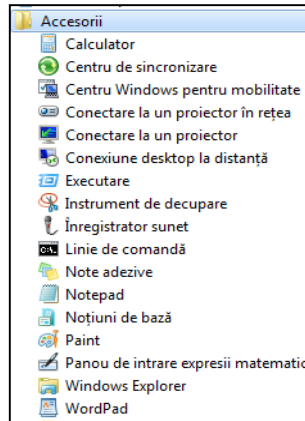 Accesorii
Calculator
Centru de sincronizare
Centru Windows pentru mobilitate
Conectare la un proiector în rețea
Conectare la un proiector
Conexiune desktop la distanță
Executare
Instrument de decupare
Înregistrator sunet
Linie de comandă
Note adezive
Notepad
Noțiuni de bază
Paint
Panou de intrare expresii matematic
Windows Explorer
WordPad